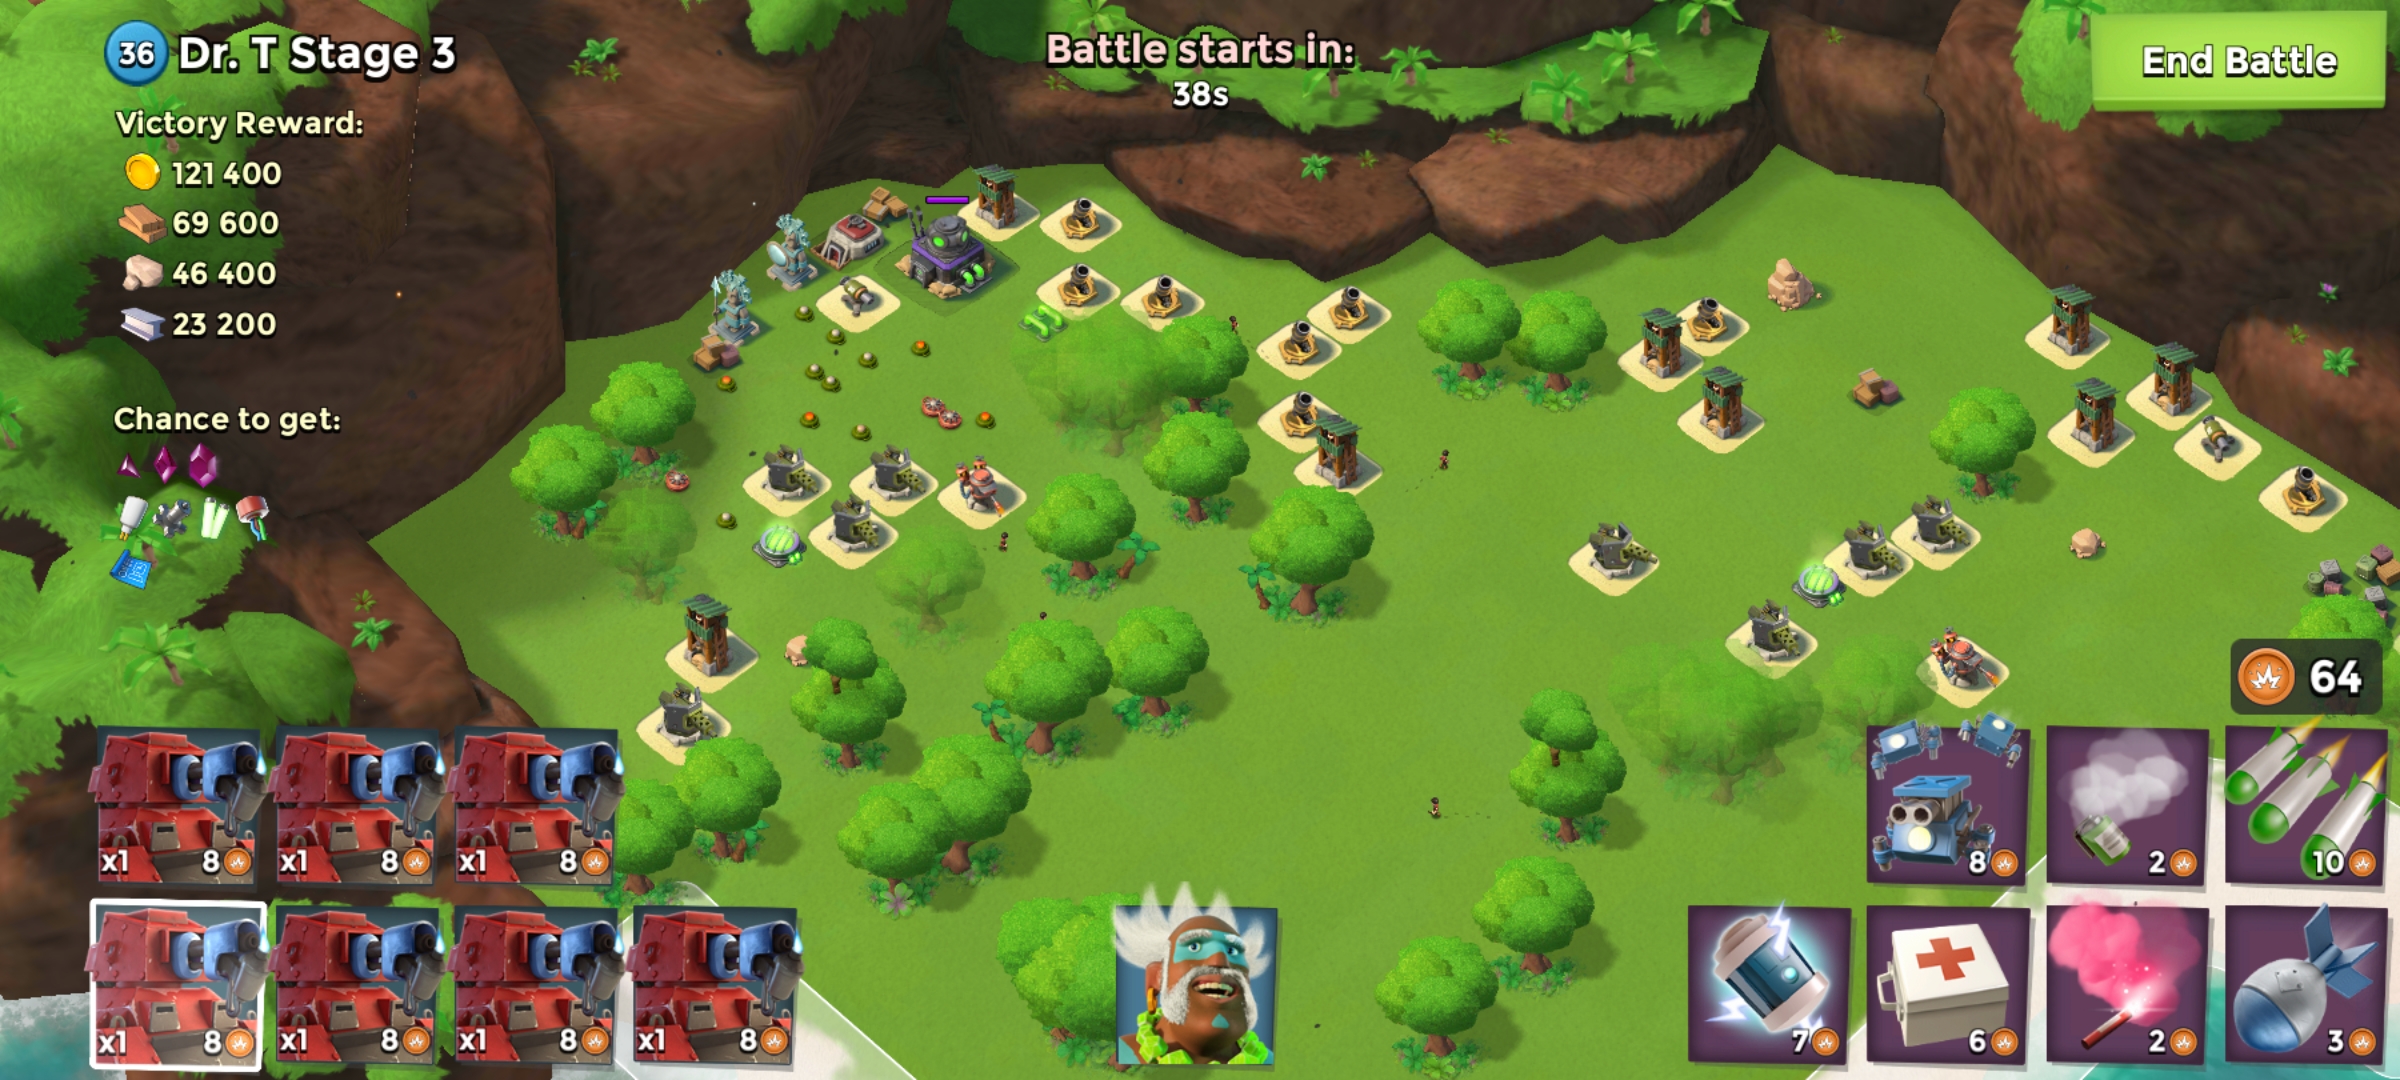 36 Dr. T Stage 3
Battle starts in:
38s
End Battle
Victory Reward:
121 400
69 600
46 400
23 200
Chance to get:
64
x1 8
x1 8
x1 8
8
2
10
x1 8
x1 8
x1 8
x1 8
7
6
2
3